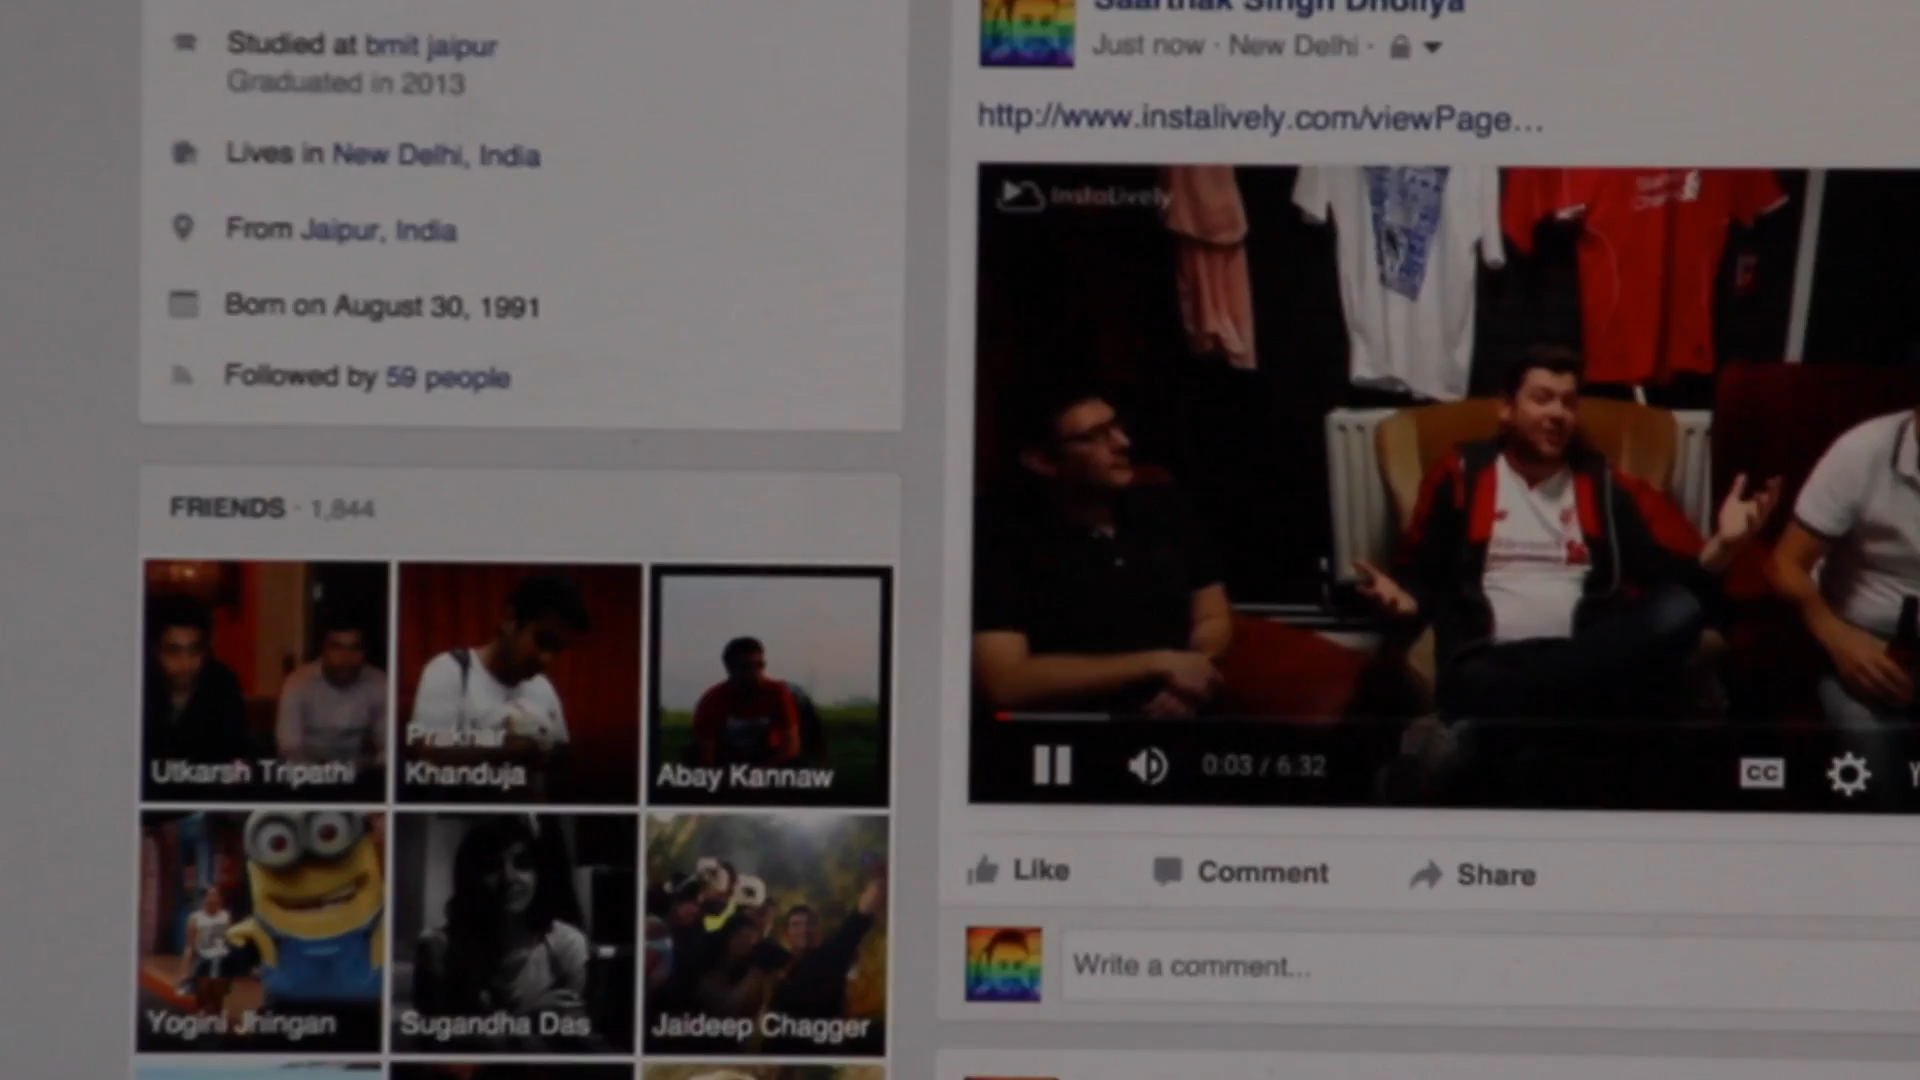 Studied at bmit jaipur
Graduated in 2013
Lives in New Delhi, India
From Jaipur, India
Born on August 30, 1991
Followed by 59 people
FRIENDS · 1,844
Utkarsh Tripathi
Prakhar
Khanduja
Abay Kannaw
Yogini Jhingan
Sugandha Das
Jaideep Chagger
Saarthak Singh Dholiya
Just now · New Delhi ·
http://www.instalively.com/viewPage...
InstaLively
0:03 / 6:32
CC
Like
Comment
Share
Write a comment...